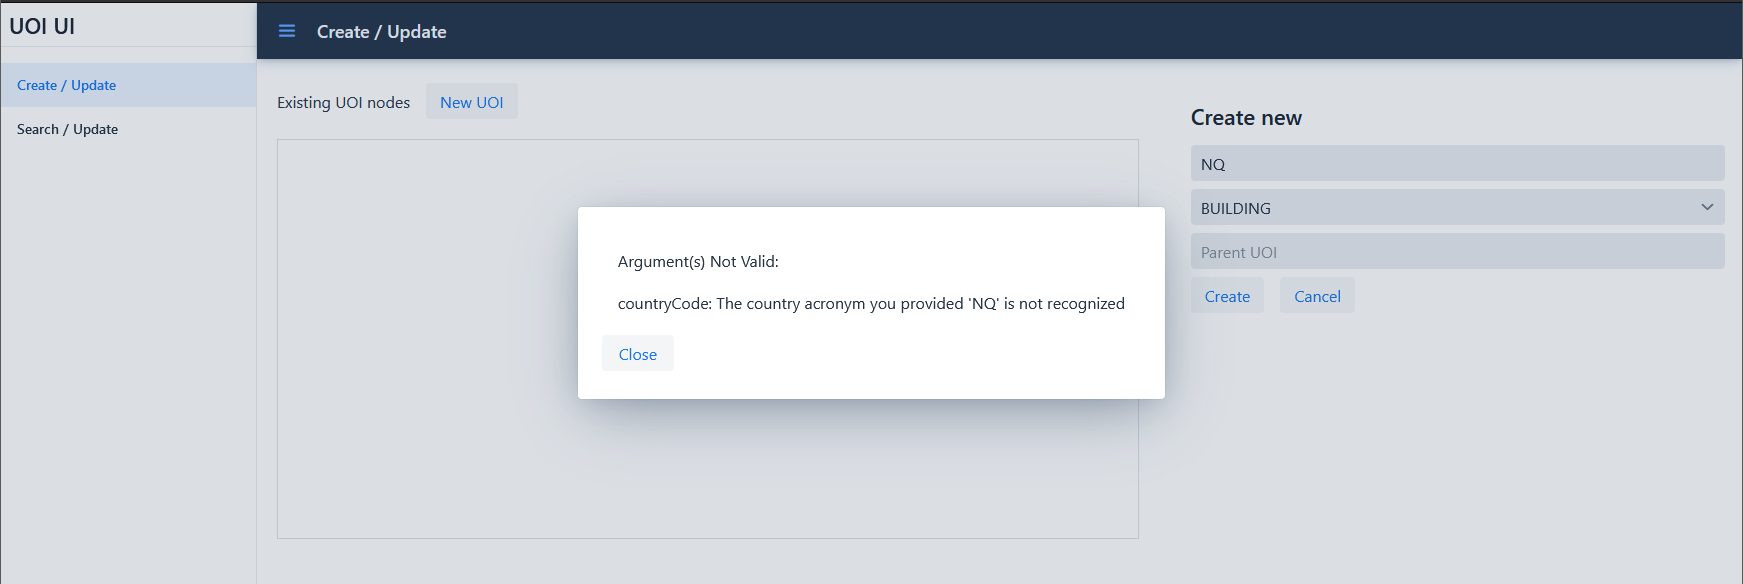 UOI UI
Create / Update
Search / Update
Create / Update
Existing UOI nodes
New UOI
Create new
NQ
BUILDING
Parent UOI
Create
Cancel
Argument(s) Not Valid:
countryCode: The country acronym you provided 'NQ' is not recognized
Close